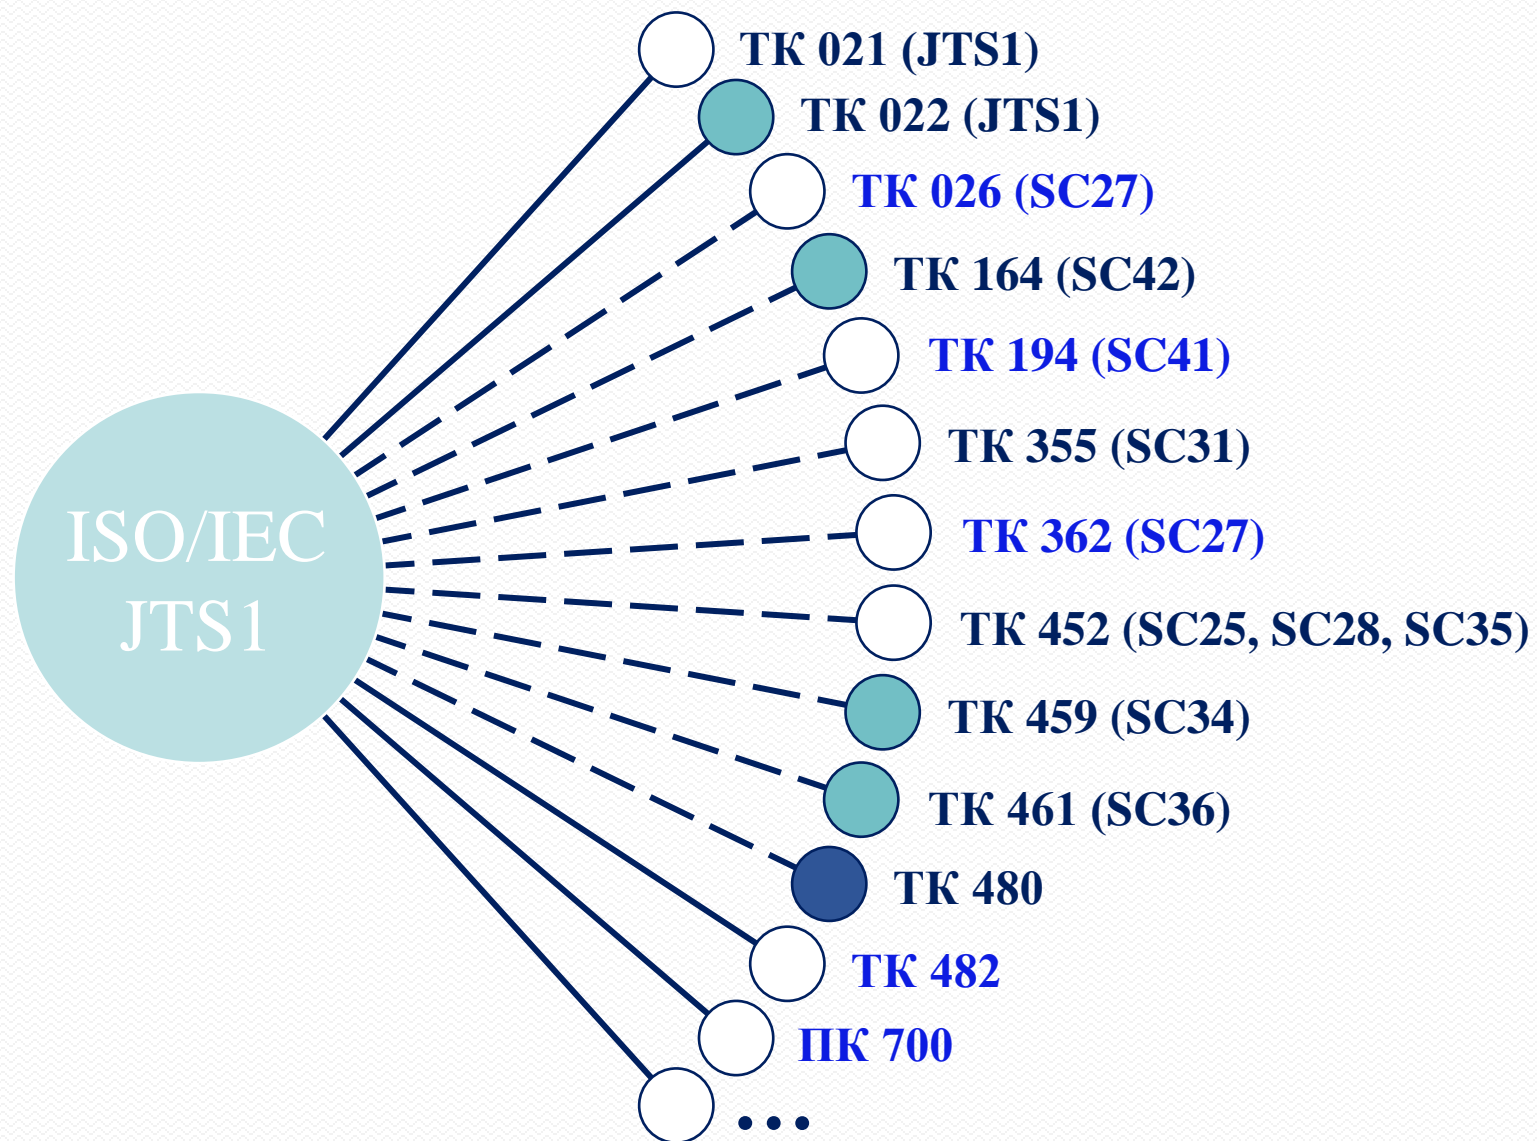 ТК 021 (JTS1)
ТК 022 (JTS1)
ТК 026 (SC27)
ТК 164 (SC42)
ТК 194 (SC41)
ТК 355 (SC31)
ISO/IEC
JTS1
ТК 362 (SC27)
ТК 452 (SC25, SC28, SC35)
ТК 459 (SC34)
ТК 461 (SC36)
ТК 480
ТК 482
ПК 700
...